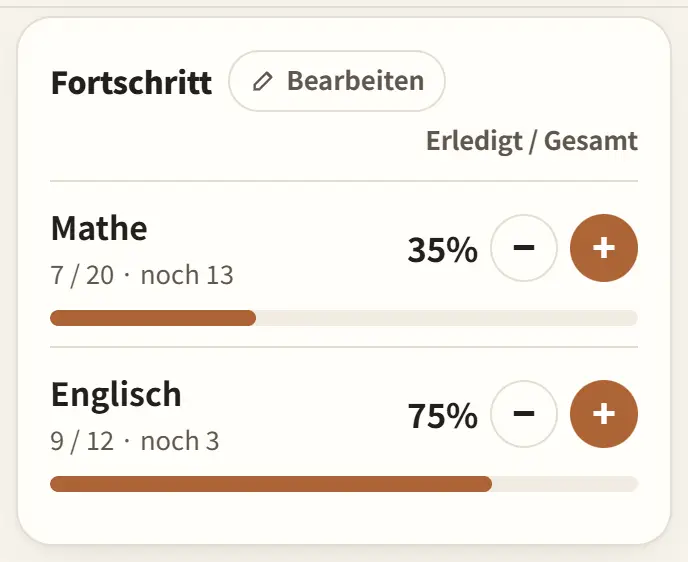 Fortschritt Bearbeiten
Erledigt / Gesamt
Mathe
35% − +
7 / 20 · noch 13
Englisch
75% − +
9 / 12 · noch 3